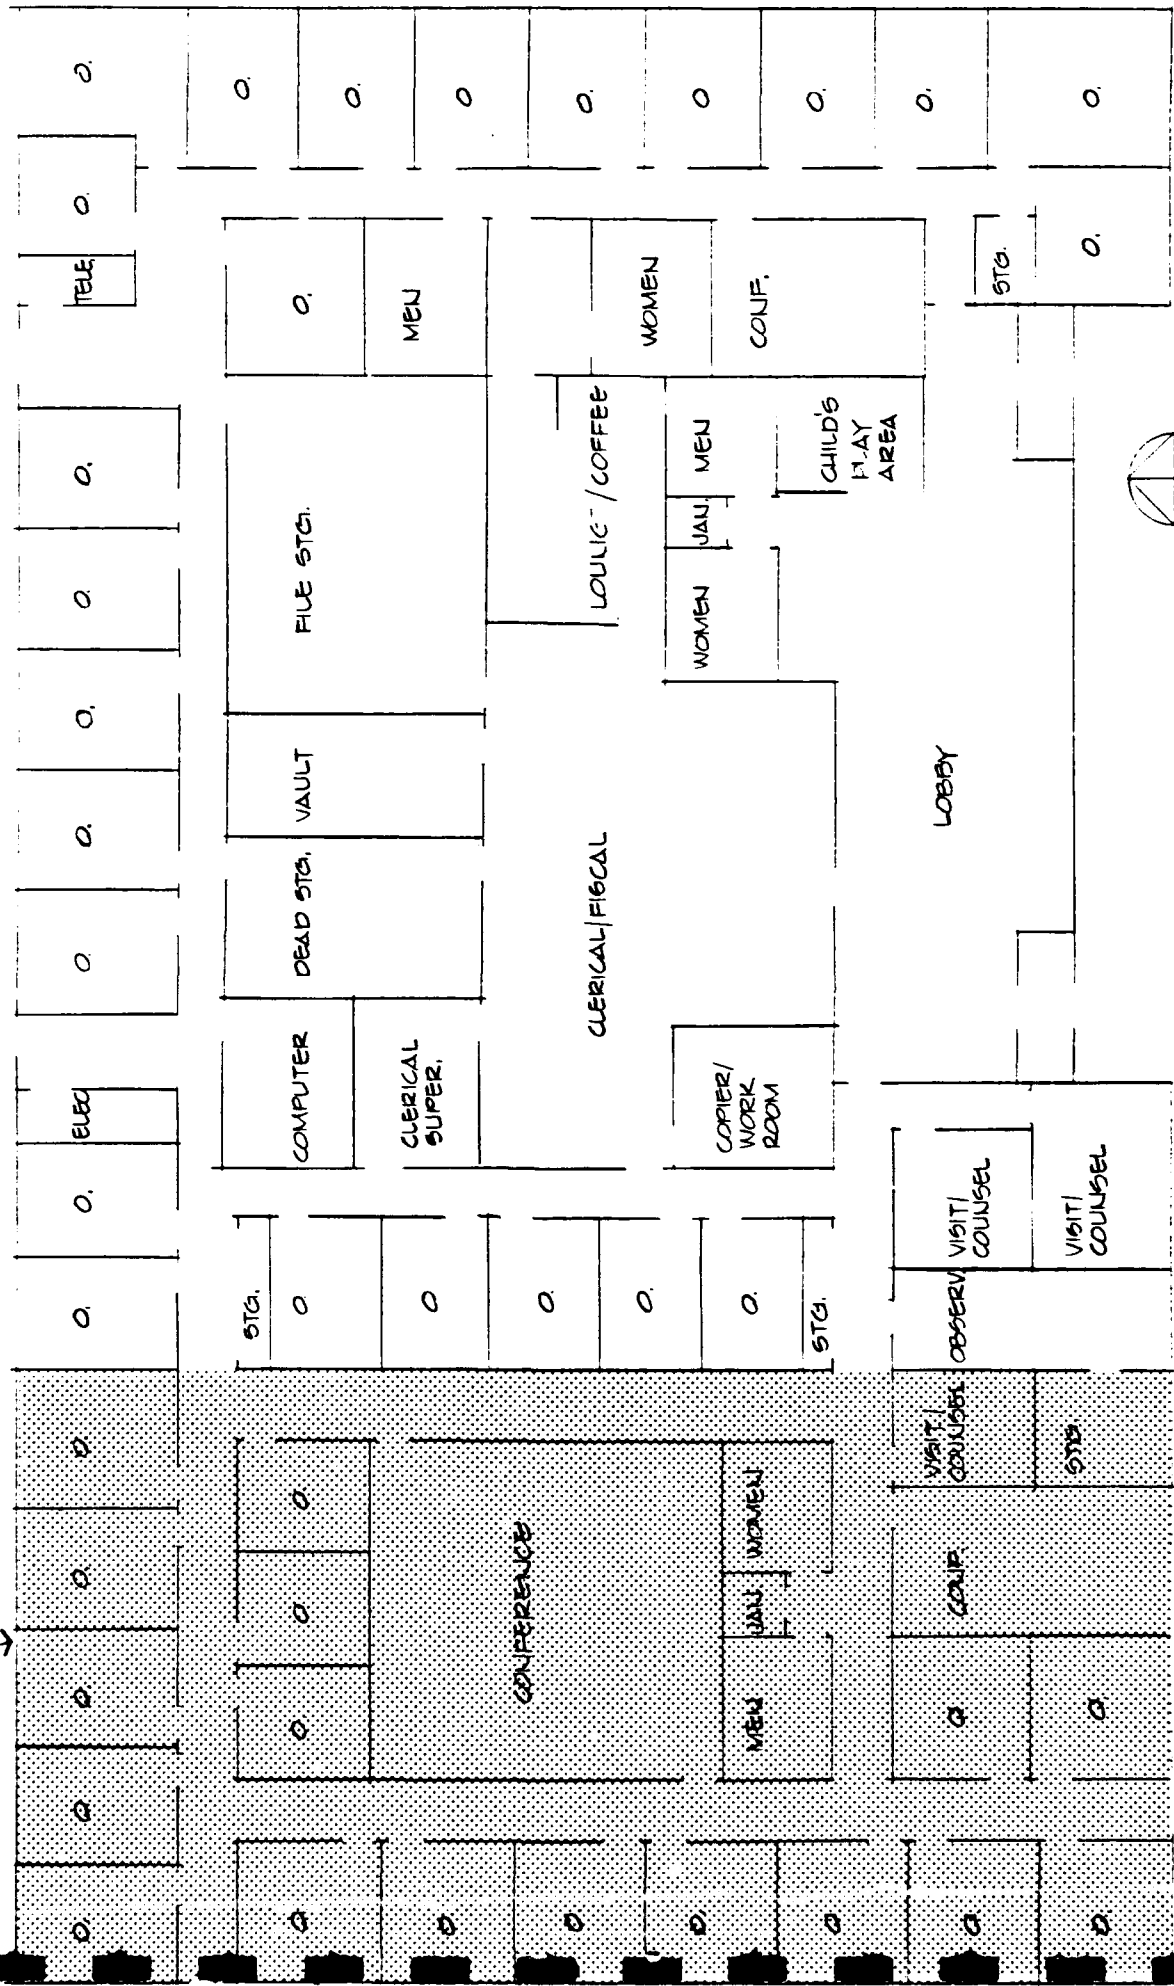 O.
O
O.
O.
O.
O.
O.
ELEC
O
O.
O.
O.
O.
TELE.
O.
O.
STG.
O.
O
O.
O
O.
O.
COMPUTER
DEAD STG.
VAULT
FILE STG.
O.
O.
O
O
CLERICAL
SUPER.
MEN
O
CONFERENCE
O
O.
CLERICAL/FISCAL
/ COFFEE
O.
O.
O.
WOMEN
JAN.
MEN
WOMEN
O
MEN
JAN
WOMEN
O.
COPIER/
WORK
ROOM
CONF.
O
STG.
CHILD'S
PLAY
AREA
O.
O
O
CONF.
VISIT/
COUNSEL
OBSERV.
VISIT/
COUNSEL
LOBBY
O.
STG.
O.
O.
STG
VISIT/
COUNSEL
O.
O.